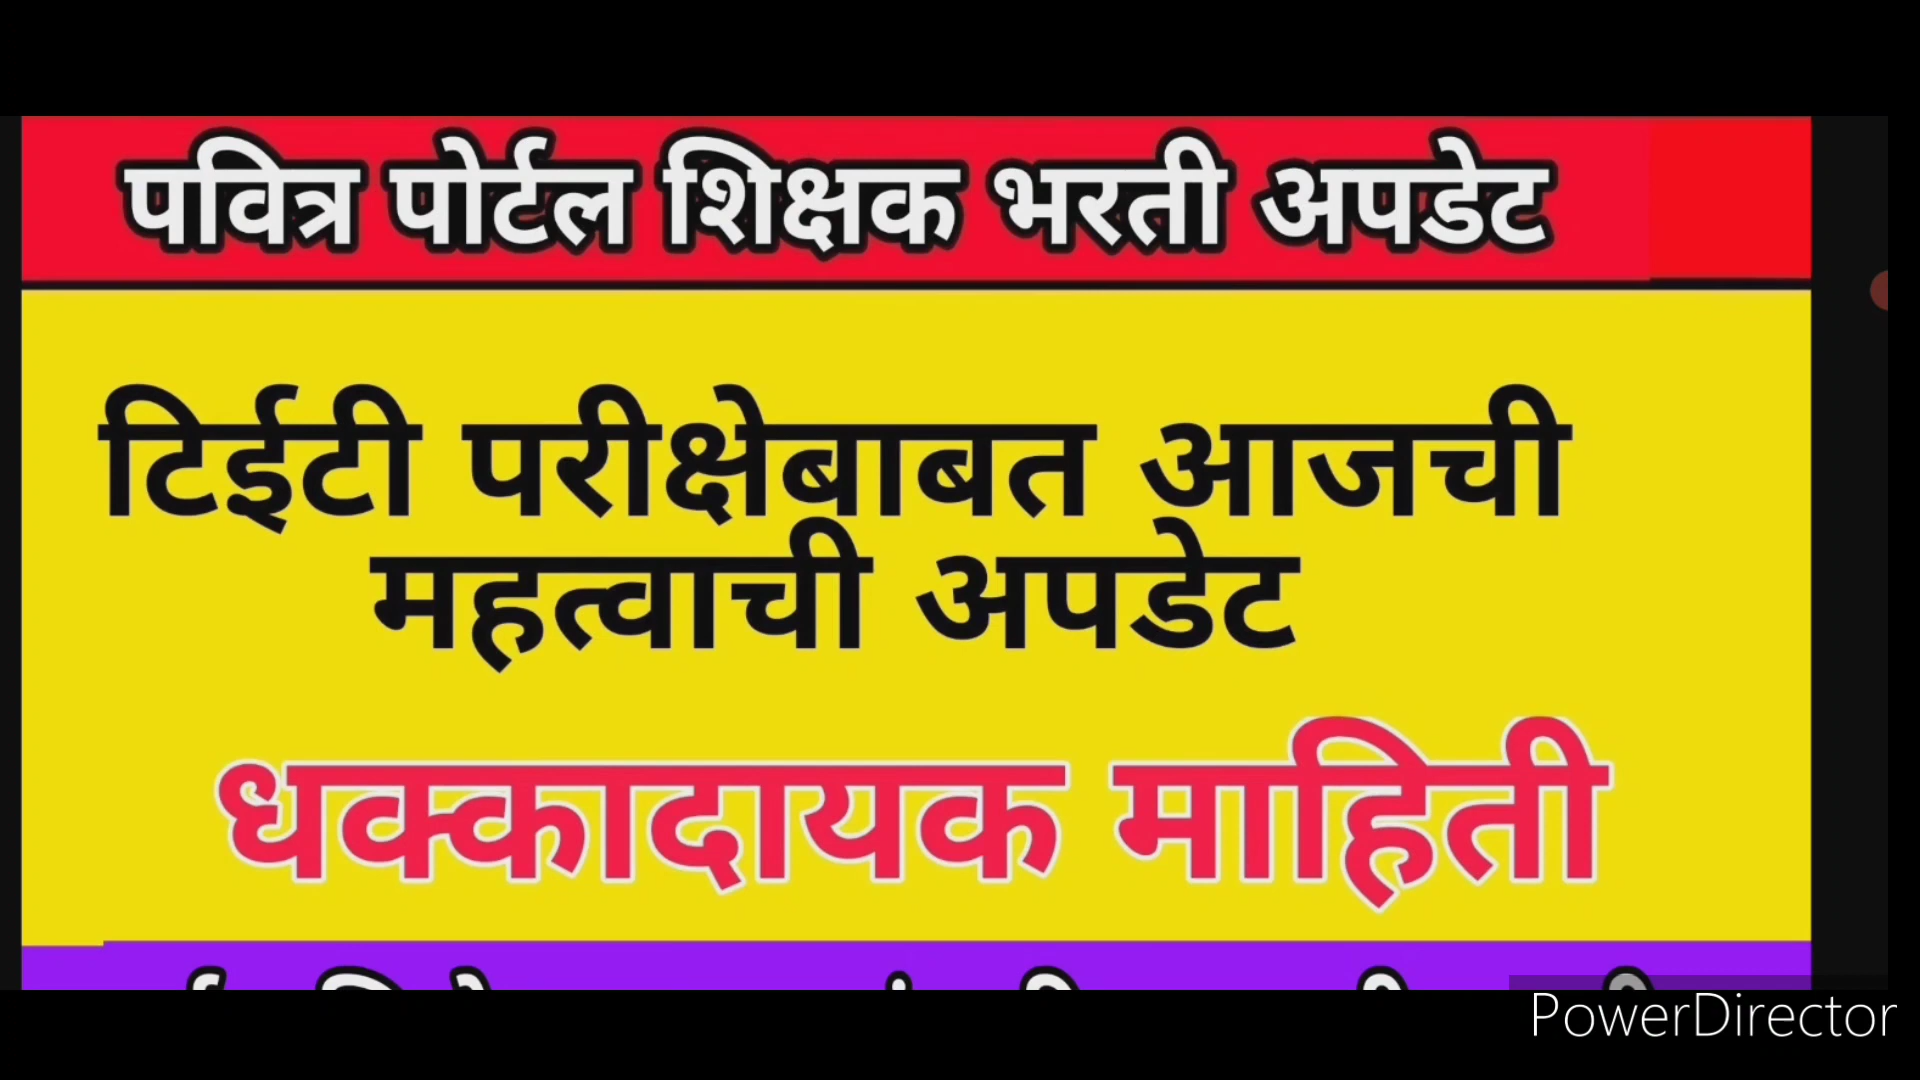 पवित्र पोर्टल शिक्षक भरती अपडेट
टिईटी परीक्षेबाबत आजची
महत्वाची अपडेट
धक्कादायक माहिती
PowerDirector